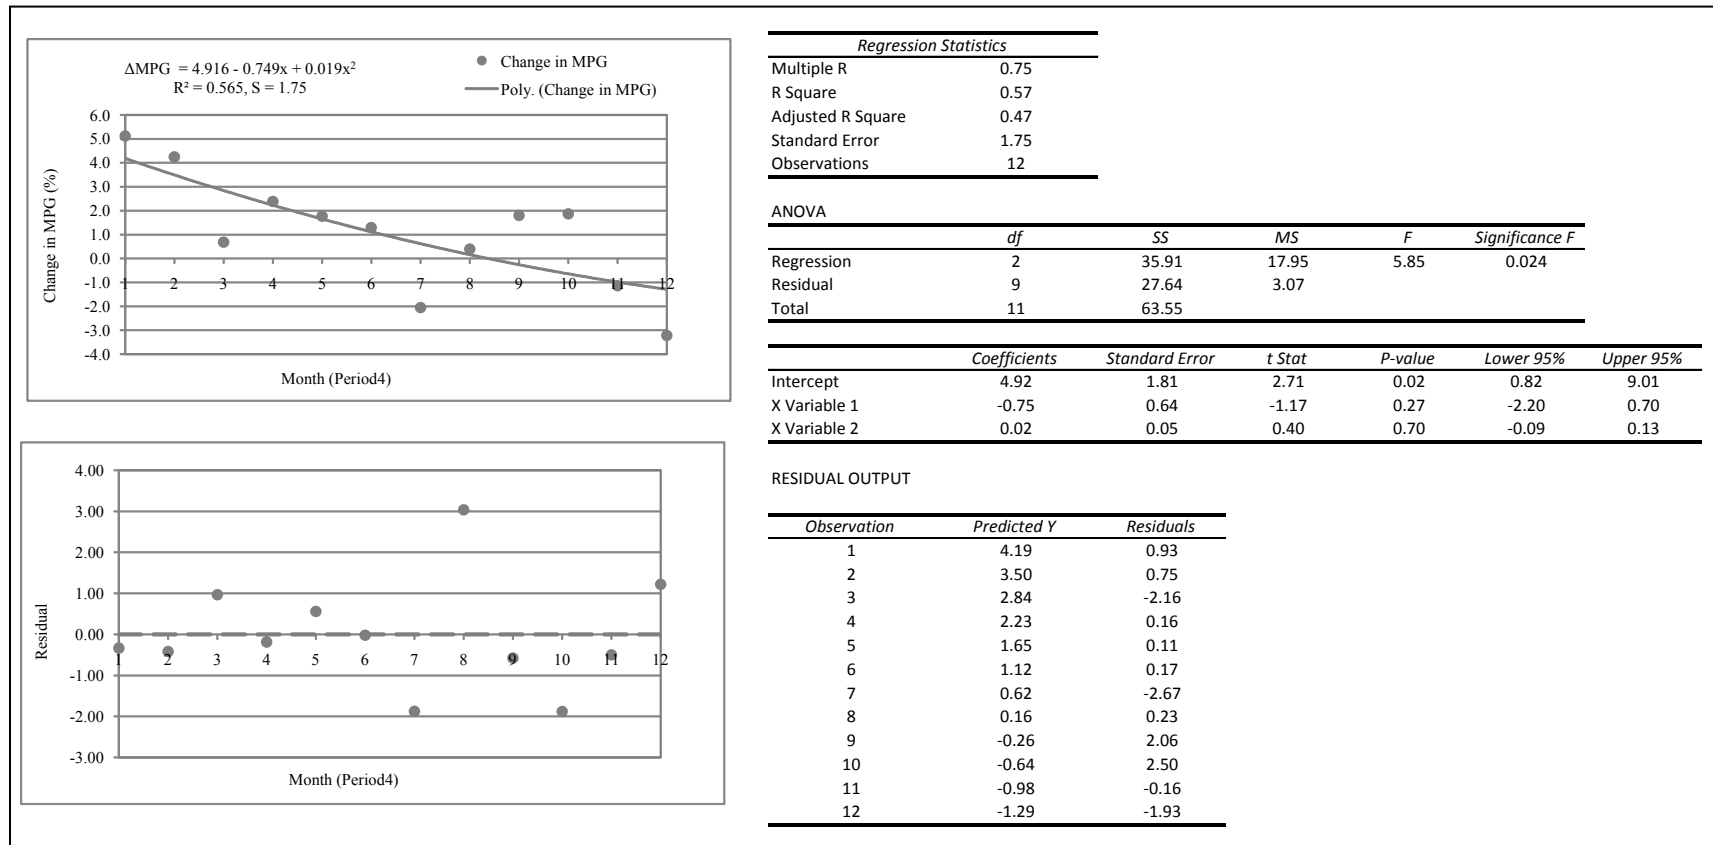 ΔMPG = 4.916 - 0.749x + 0.019x²
R² = 0.565, S = 1.75
Change in MPG
Poly. (Change in MPG)
6.0
5.0
4.0
3.0
2.0
1.0
0.0
-1.0
-2.0
-3.0
-4.0
1 2 3 4 5 6 7 8 9 10 11 12
Change in MPG (%)
Month (Period4)
4.00
3.00
2.00
1.00
0.00
-1.00
-2.00
-3.00
1 2 3 4 5 6 7 8 9 10 11 12
Residual
Month (Period4)
Regression Statistics
Multiple R 0.75
R Square 0.57
Adjusted R Square 0.47
Standard Error 1.75
Observations 12
ANOVA
df SS MS F Significance F
Regression 2 35.91 17.95 5.85 0.024
Residual 9 27.64 3.07
Total 11 63.55
Coefficients Standard Error t Stat P-value Lower 95% Upper 95%
Intercept 4.92 1.81 2.71 0.02 0.82 9.01
X Variable 1 -0.75 0.64 -1.17 0.27 -2.20 0.70
X Variable 2 0.02 0.05 0.40 0.70 -0.09 0.13
RESIDUAL OUTPUT
Observation Predicted Y Residuals
1 4.19 0.93
2 3.50 0.75
3 2.84 -2.16
4 2.23 0.16
5 1.65 0.11
6 1.12 0.17
7 0.62 -2.67
8 0.16 0.23
9 -0.26 2.06
10 -0.64 2.50
11 -0.98 -0.16
12 -1.29 -1.93